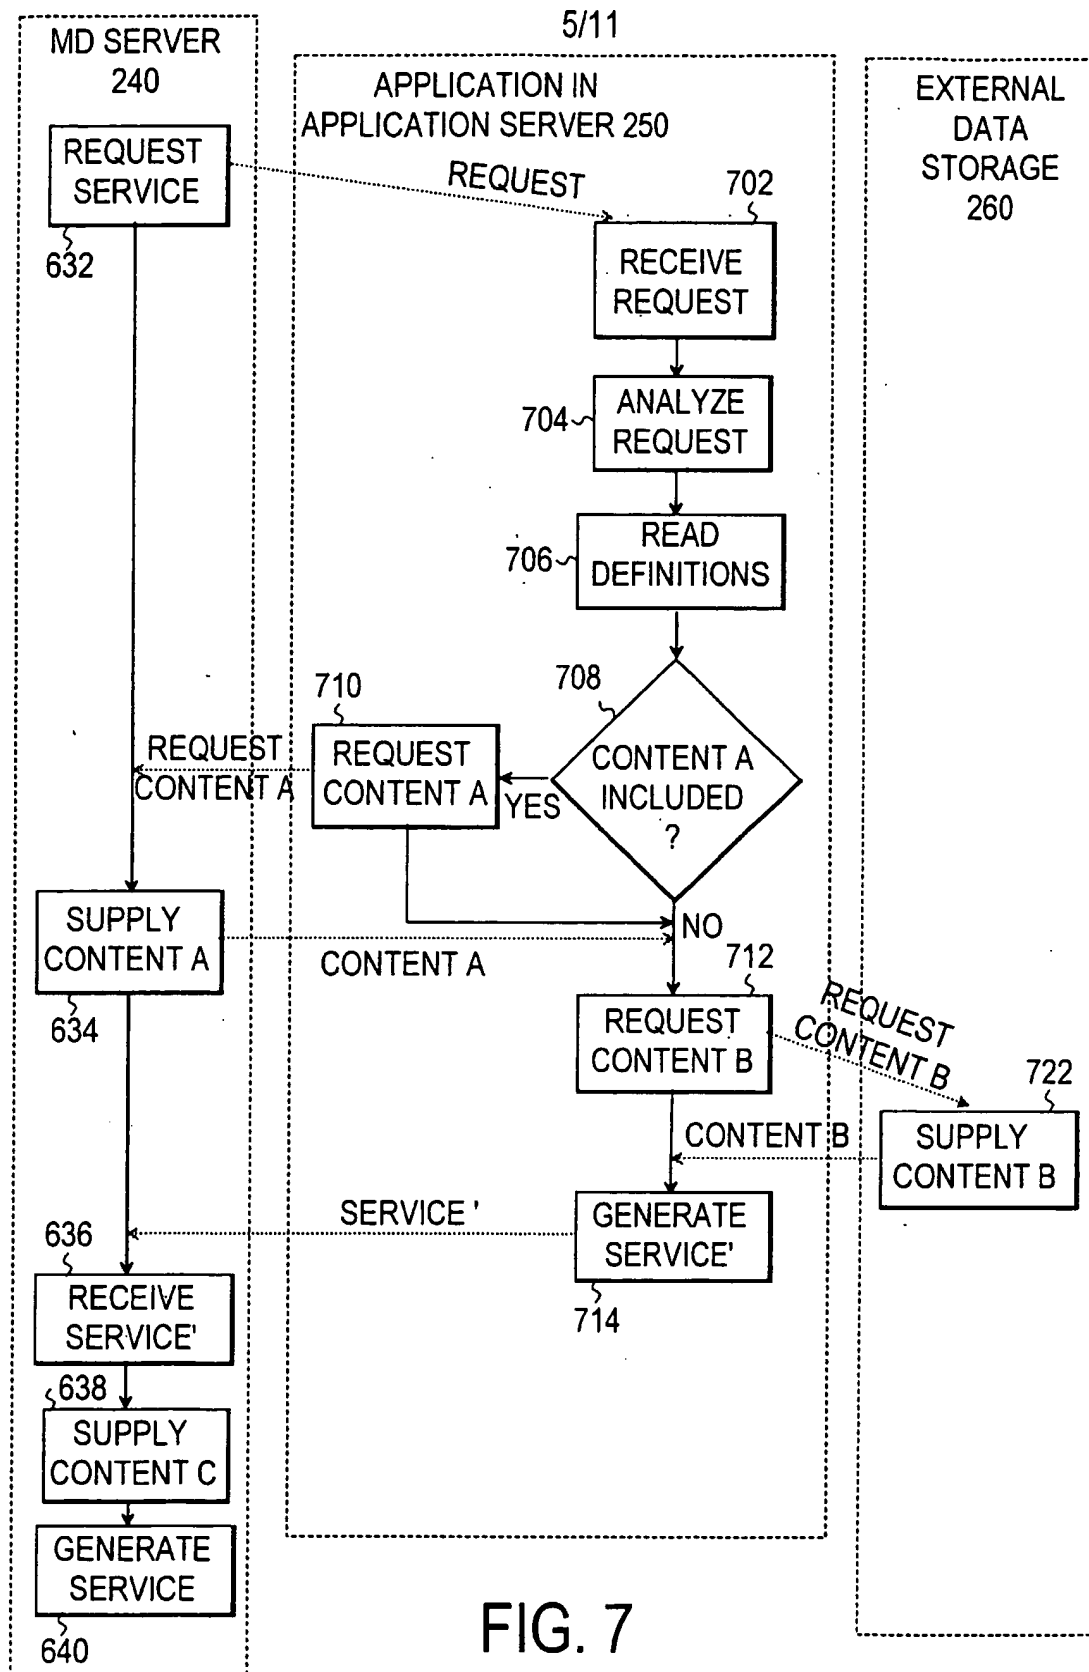 5/11
MD SERVER
240
APPLICATION IN
APPLICATION SERVER 250
EXTERNAL
DATA
STORAGE
260
REQUEST
SERVICE
632
REQUEST
702
RECEIVE
REQUEST
704
ANALYZE
REQUEST
706
READ
DEFINITIONS
708
CONTENT A
INCLUDED
?
YES
NO
710
REQUEST
CONTENT A
REQUEST
CONTENT A
SUPPLY
CONTENT A
634
CONTENT A
712
REQUEST
CONTENT B
REQUEST
CONTENT B
722
SUPPLY
CONTENT B
CONTENT B
GENERATE
SERVICE'
714
SERVICE '
636
RECEIVE
SERVICE'
638
SUPPLY
CONTENT C
GENERATE
SERVICE
640
FIG. 7